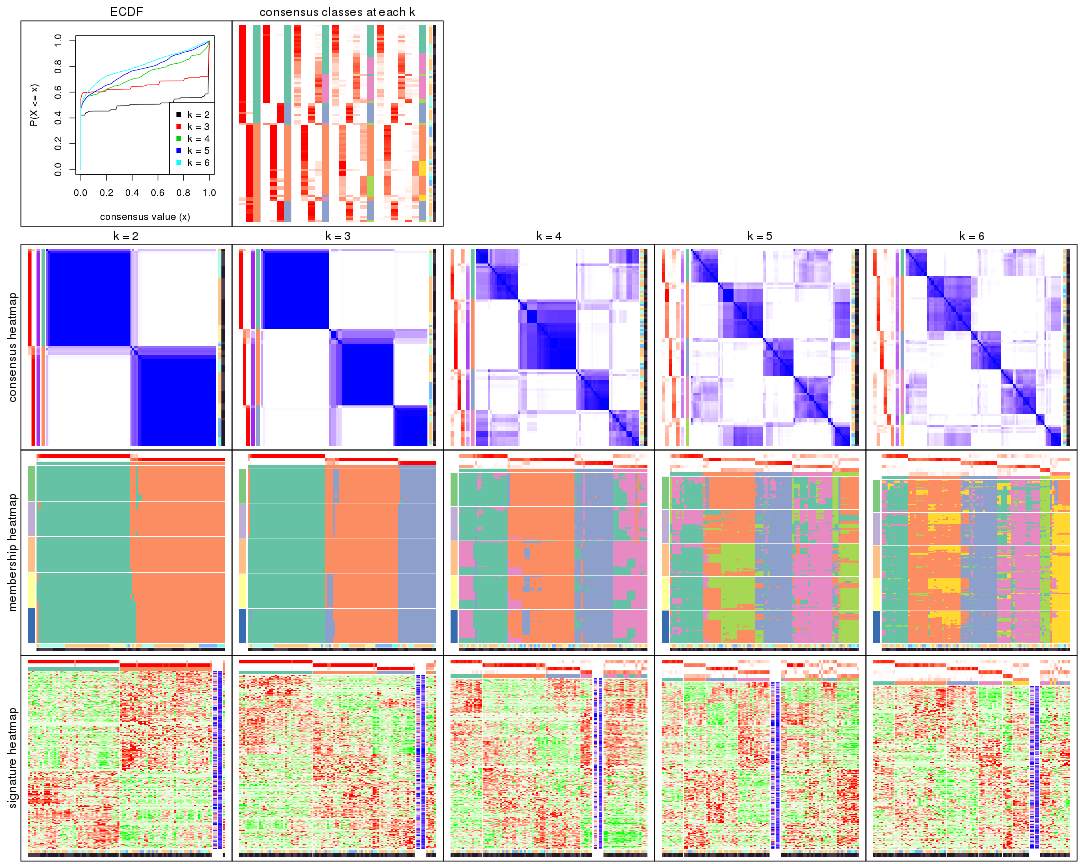 ECDF
consensus classes at each k
P(X <= x)
0.0 0.2 0.4 0.6 0.8 1.0
k = 2
k = 3
k = 4
k = 5
k = 6
0.0 0.2 0.4 0.6 0.8 1.0
consensus value (x)
k = 2
k = 3
k = 4
k = 5
k = 6
consensus heatmap
membership heatmap
signature heatmap